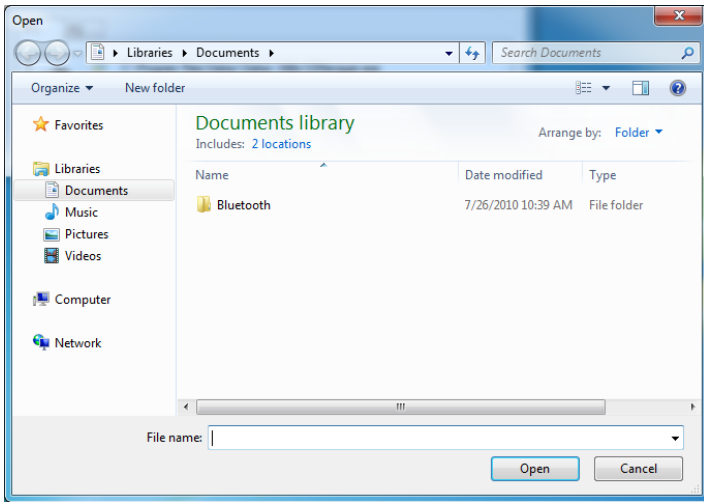 Open
Libraries Documents
Search Documents
Organize New folder
Favorites
Libraries
Documents
Music
Pictures
Videos
Computer
Network
Documents library
Includes: 2 locations
Arrange by: Folder
Name Date modified Type
Bluetooth 7/26/2010 10:39 AM File folder
File name:
Open Cancel